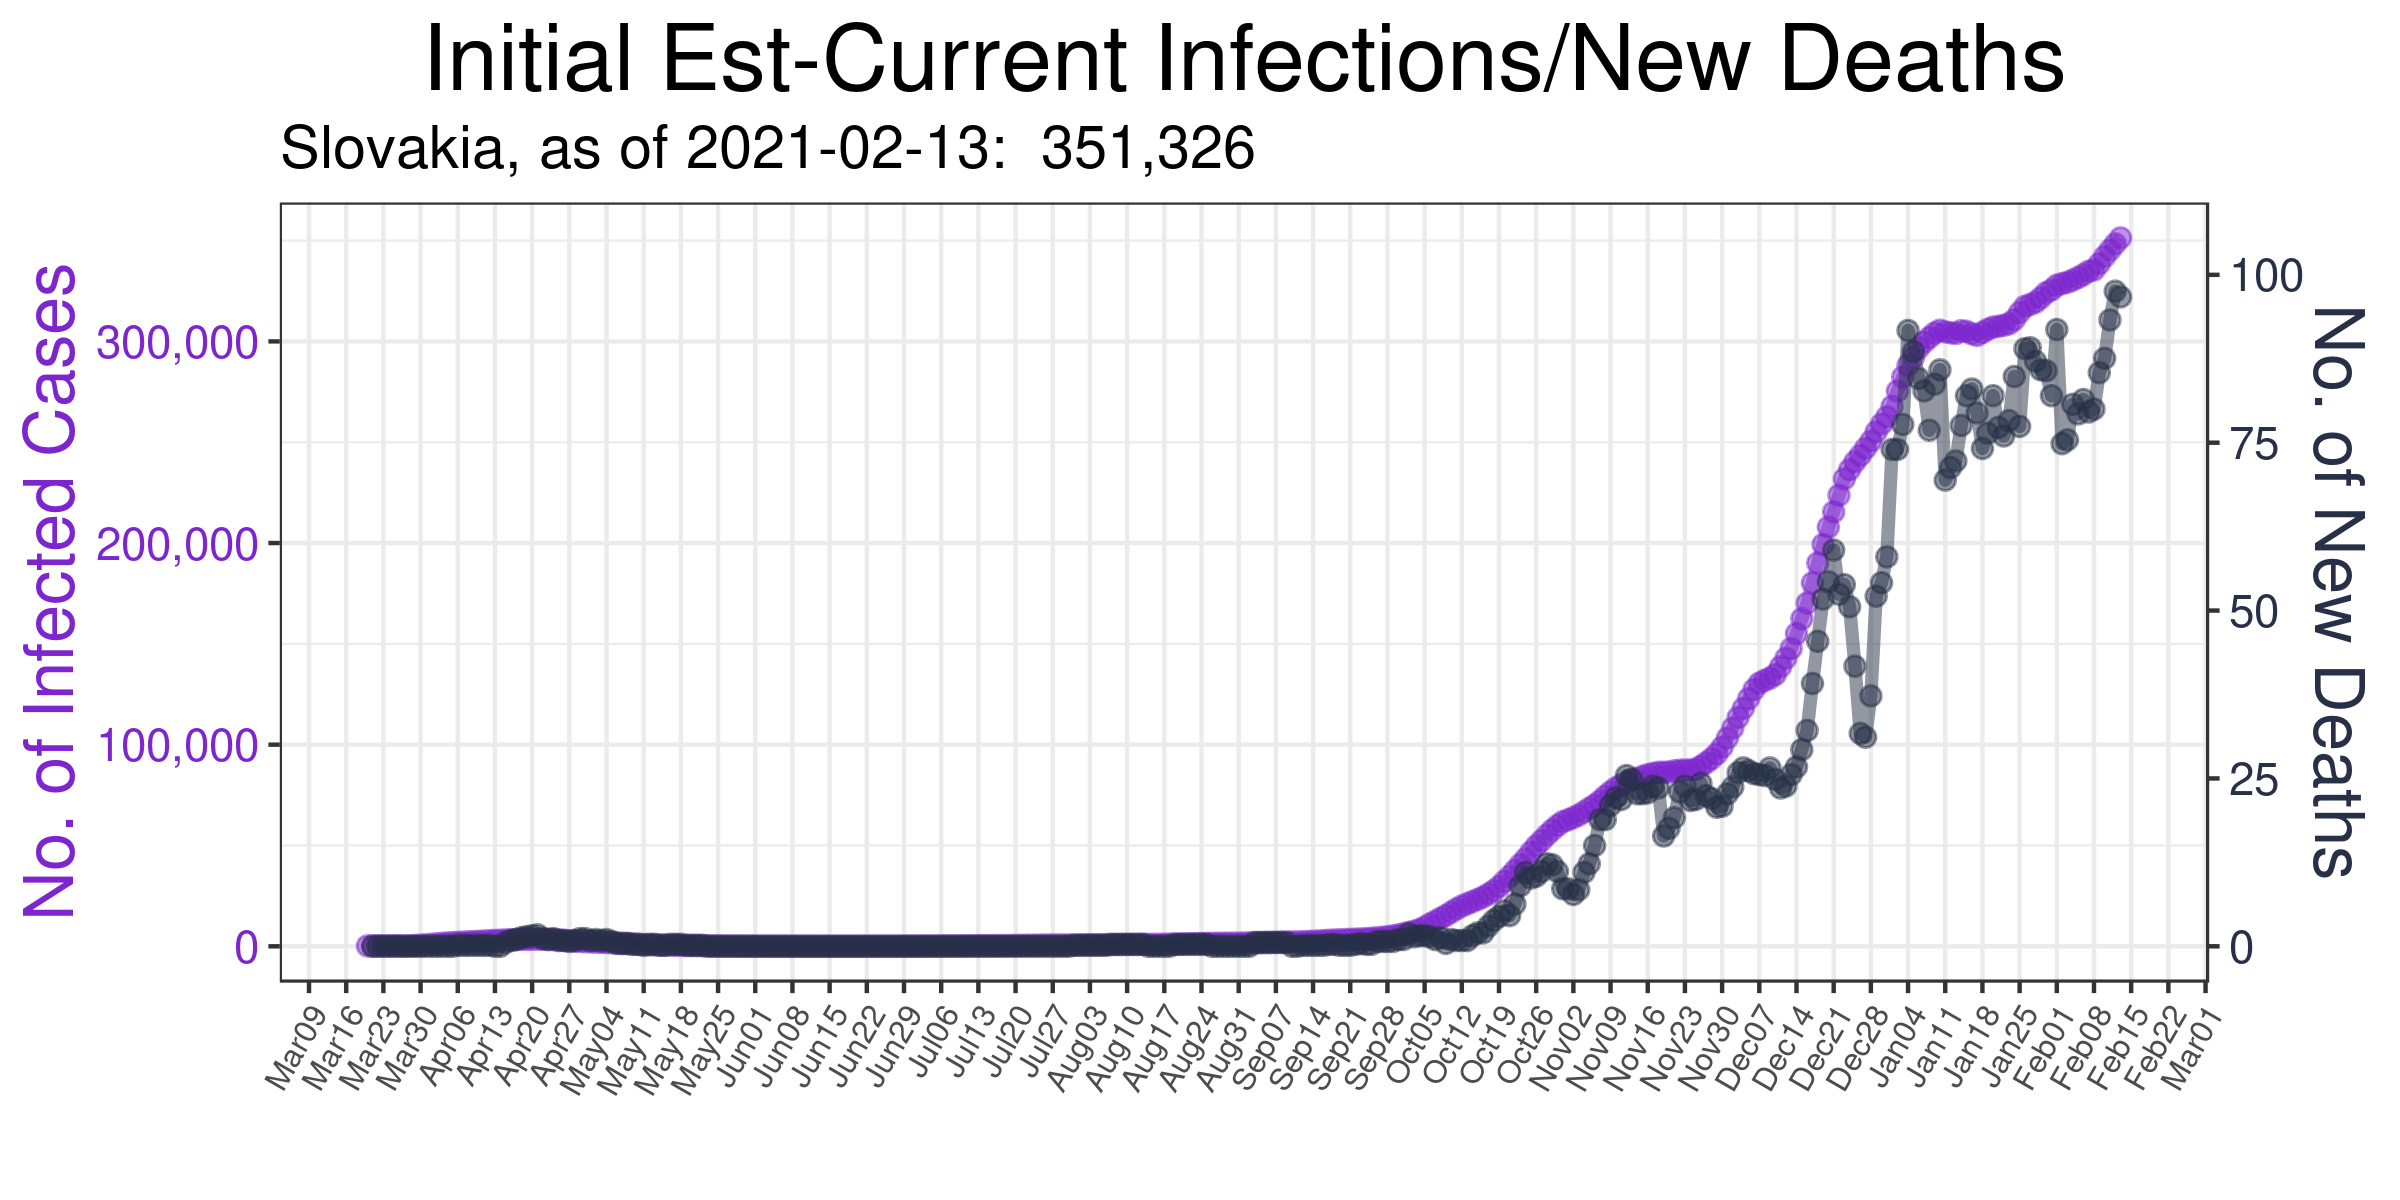 Initial Est-Current Infections/New Deaths
Slovakia, as of 2021-02-13:  351,326
No. of Infected Cases
300,000
200,000
100,000
0
100
75
50
25
0
No. of New Deaths
Mar09
Mar16
Mar23
Mar30
Apr06
Apr13
Apr20
Apr27
May04
May11
May18
May25
Jun01
Jun08
Jun15
Jun22
Jun29
Jul06
Jul13
Jul20
Jul27
Aug03
Aug10
Aug17
Aug24
Aug31
Sep07
Sep14
Sep21
Sep28
Oct05
Oct12
Oct19
Oct26
Nov02
Nov09
Nov16
Nov23
Nov30
Dec07
Dec14
Dec21
Dec28
Jan04
Jan11
Jan18
Jan25
Feb01
Feb08
Feb15
Feb22
Mar01